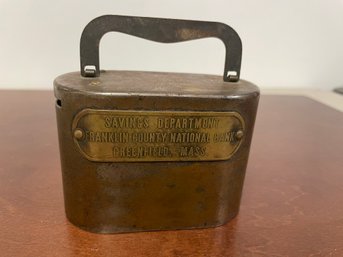 SAVINGS DEPARTMENT
FRANKLIN COUNTY NATIONAL BANK
GREENFIELD, MASS.